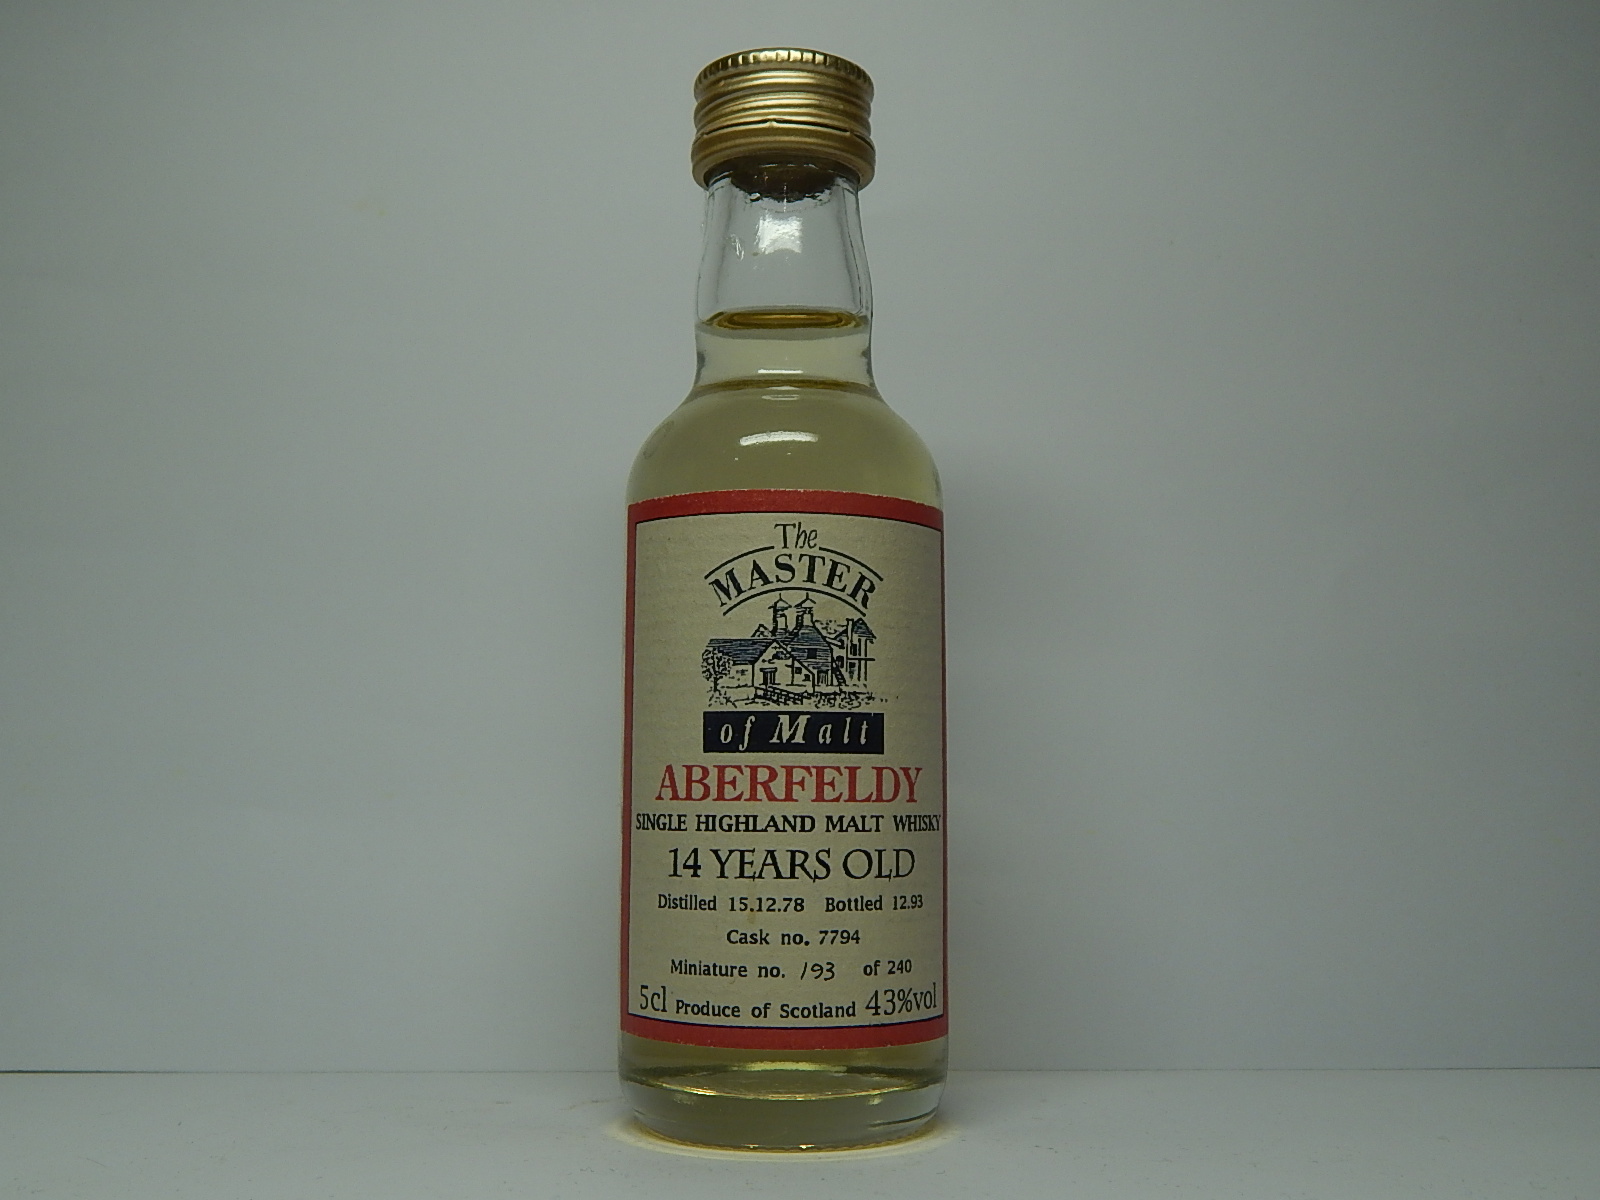 The
MASTER
of Malt
ABERFELDY
SINGLE HIGHLAND MALT WHISKY
14 YEARS OLD
Distilled 15.12.78 Bottled 12.93
Cask no. 7794
Miniature no. 193 of 240
5cl Produce of Scotland 43%vol